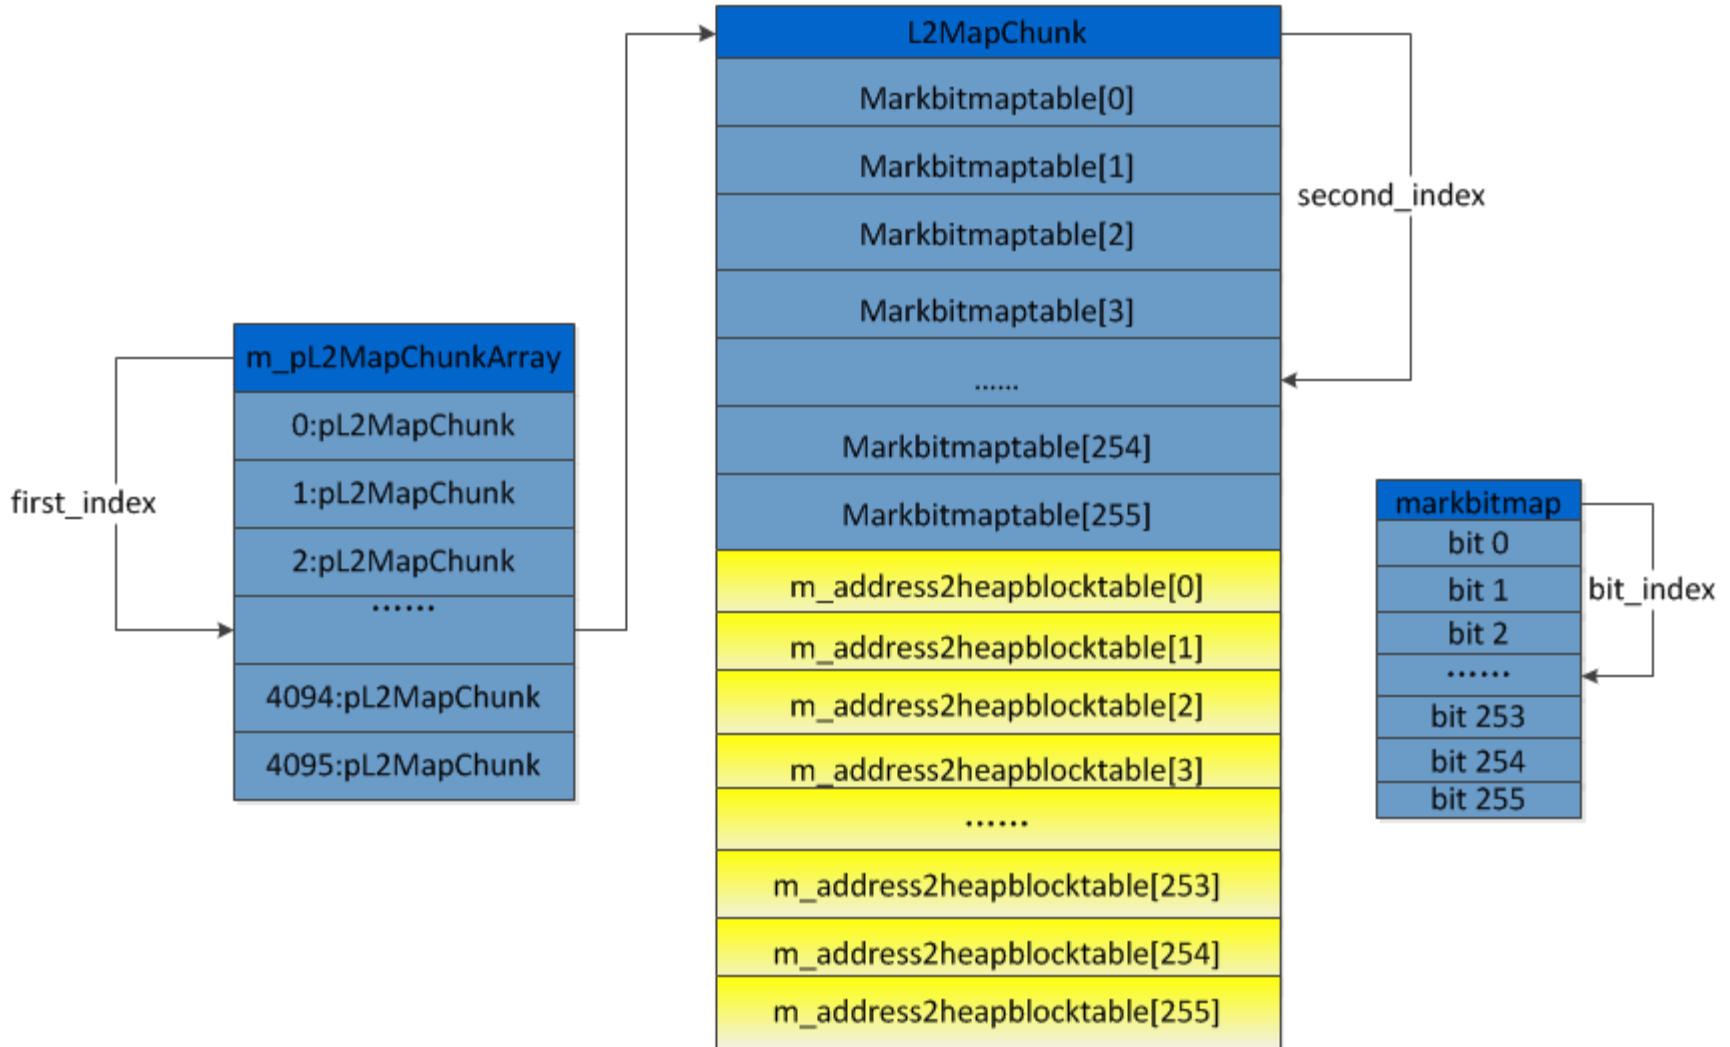 first_index
m_pL2MapChunkArray
0:pL2MapChunk
1:pL2MapChunk
2:pL2MapChunk
......
4094:pL2MapChunk
4095:pL2MapChunk
L2MapChunk
Markbitmaptable[0]
Markbitmaptable[1]
Markbitmaptable[2]
Markbitmaptable[3]
......
Markbitmaptable[254]
Markbitmaptable[255]
m_address2heapblocktable[0]
m_address2heapblocktable[1]
m_address2heapblocktable[2]
m_address2heapblocktable[3]
......
m_address2heapblocktable[253]
m_address2heapblocktable[254]
m_address2heapblocktable[255]
second_index
markbitmap
bit 0
bit 1
bit 2
......
bit 253
bit 254
bit 255
bit_index